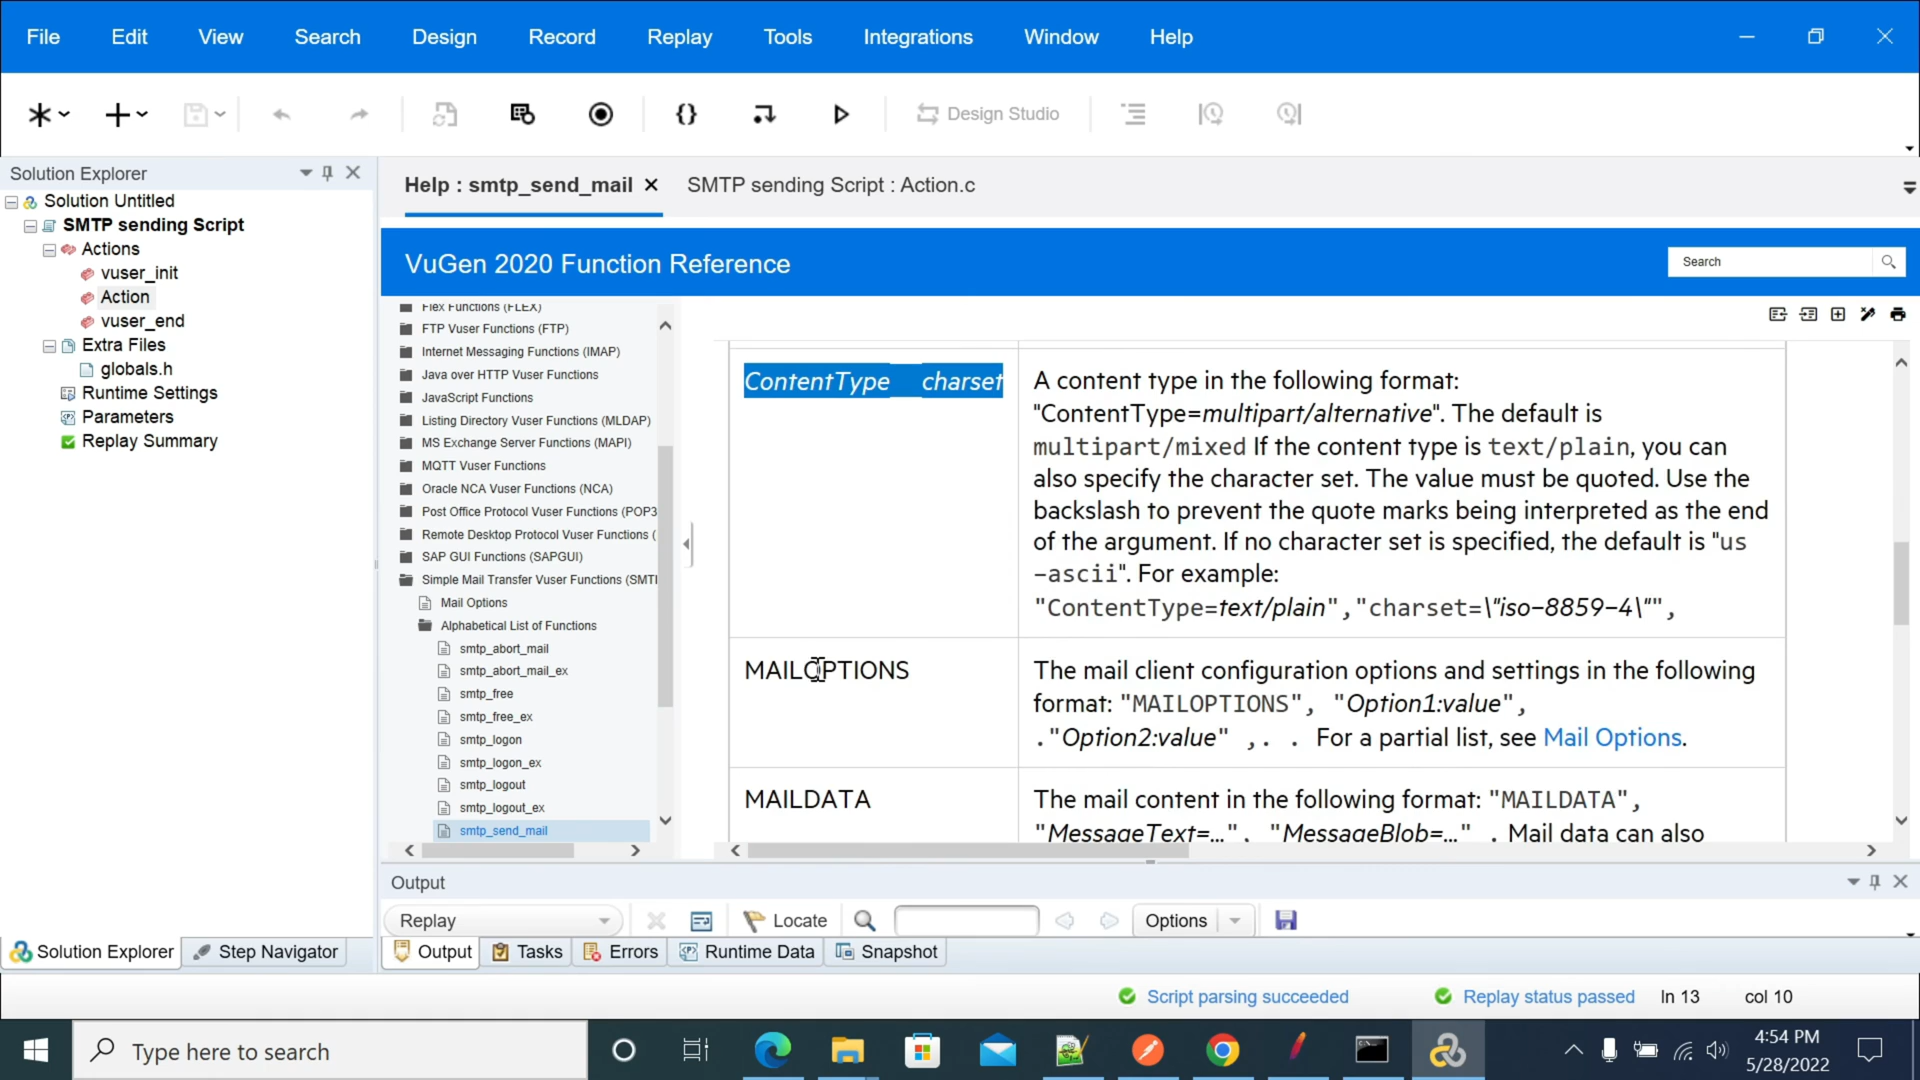 File Edit View Search Design Record Replay Tools Integrations Window Help
Design Studio
Solution Explorer
Solution Untitled
SMTP sending Script
Actions
vuser_init
Action
vuser_end
Extra Files
globals.h
Runtime Settings
Parameters
Replay Summary
Help : smtp_send_mail
SMTP sending Script : Action.c
VuGen 2020 Function Reference
Search
Flex Functions (FLEX)
FTP Vuser Functions (FTP)
Internet Messaging Functions (IMAP)
Java over HTTP Vuser Functions
JavaScript Functions
Listing Directory Vuser Functions (MLDAP)
MS Exchange Server Functions (MAPI)
MQTT Vuser Functions
Oracle NCA Vuser Functions (NCA)
Post Office Protocol Vuser Functions (POP3
Remote Desktop Protocol Vuser Functions (
SAP GUI Functions (SAPGUI)
Simple Mail Transfer Vuser Functions (SMT
Mail Options
Alphabetical List of Functions
smtp_abort_mail
smtp_abort_mail_ex
smtp_free
smtp_free_ex
smtp_logon
smtp_logon_ex
smtp_logout
smtp_logout_ex
smtp_send_mail
ContentType charset
A content type in the following format:
"ContentType=multipart/alternative". The default is
multipart/mixed If the content type is text/plain, you can
also specify the character set. The value must be quoted. Use the
backslash to prevent the quote marks being interpreted as the end
of the argument. If no character set is specified, the default is "us
-ascii". For example:
"ContentType=text/plain","charset=\"iso-8859-4\"",
MAILOPTIONS
The mail client configuration options and settings in the following
format: "MAILOPTIONS", "Option1:value",
."Option2:value" ,. . For a partial list, see Mail Options.
MAILDATA
The mail content in the following format: "MAILDATA",
"MessageText=...", "MessageBlob=..." . Mail data can also
Output
Replay
Locate
Options
Solution Explorer
Step Navigator
Output
Tasks
Errors
Runtime Data
Snapshot
Script parsing succeeded
Replay status passed
ln 13
col 10
Type here to search
4:54 PM
5/28/2022